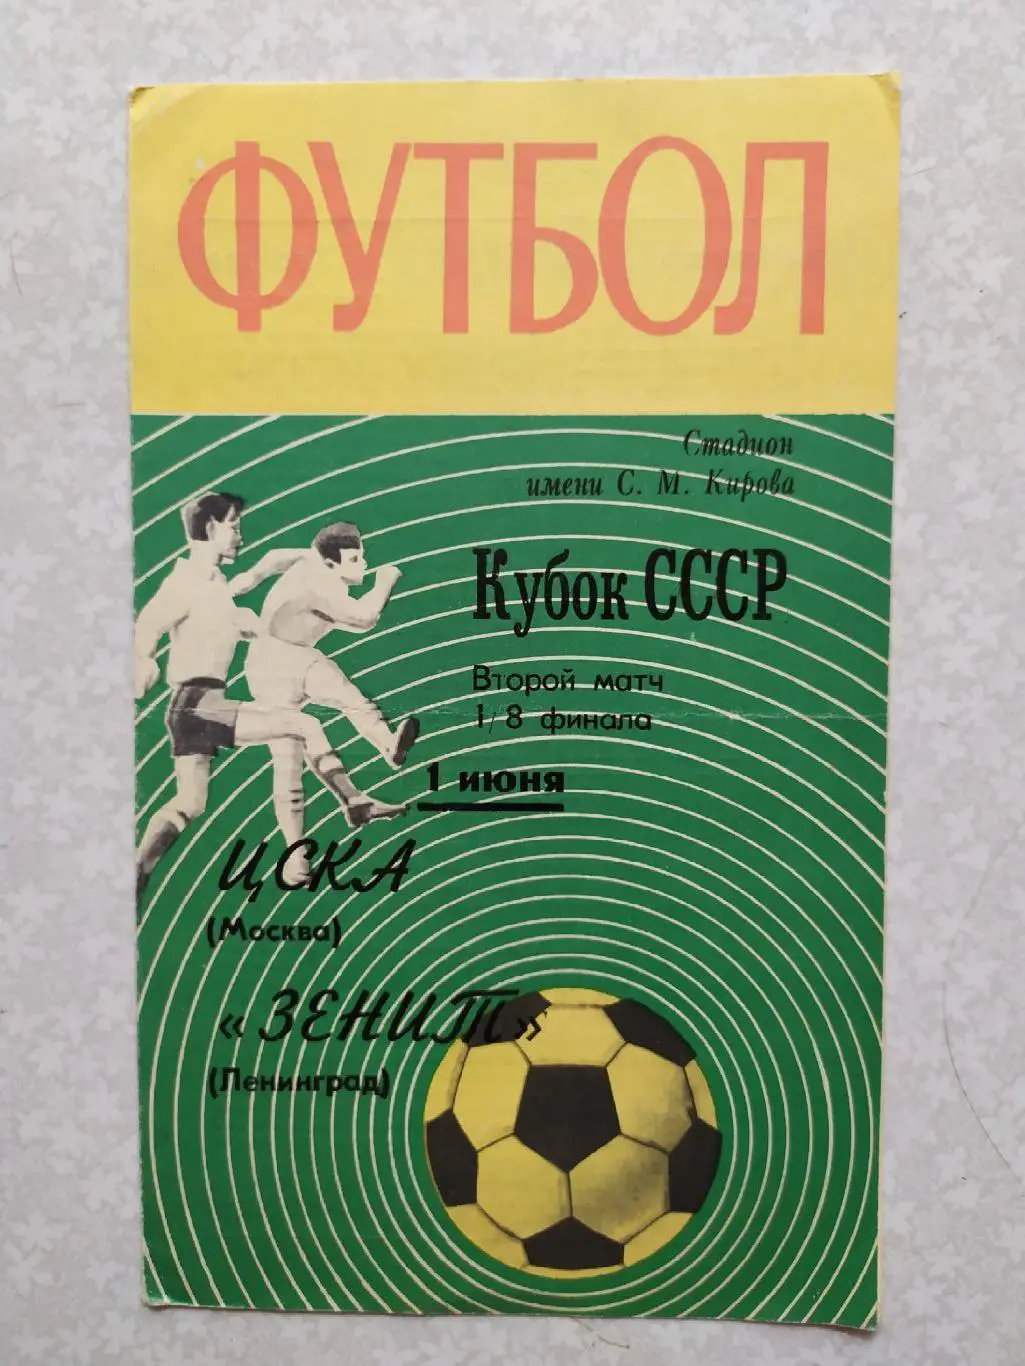 ФУТБОЛ
Стадион
имени С. М. Кирова
Кубок СССР
Второй матч
1/8 финала
1 июня
ЦСКА
(Москва)
«ЗЕНИТ»
(Ленинград)